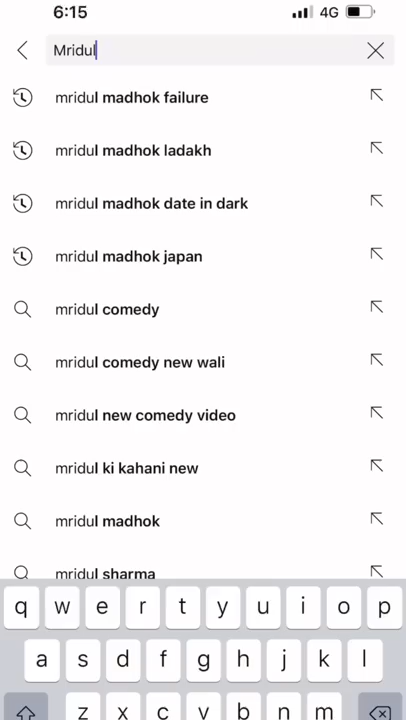 6:15 4G
Mridul
mridul madhok failure
mridul madhok ladakh
mridul madhok date in dark
mridul madhok japan
mridul comedy
mridul comedy new wali
mridul new comedy video
mridul ki kahani new
mridul madhok
mridul sharma
q w e r t y u i o p
a s d f g h j k l
z x c v b n m